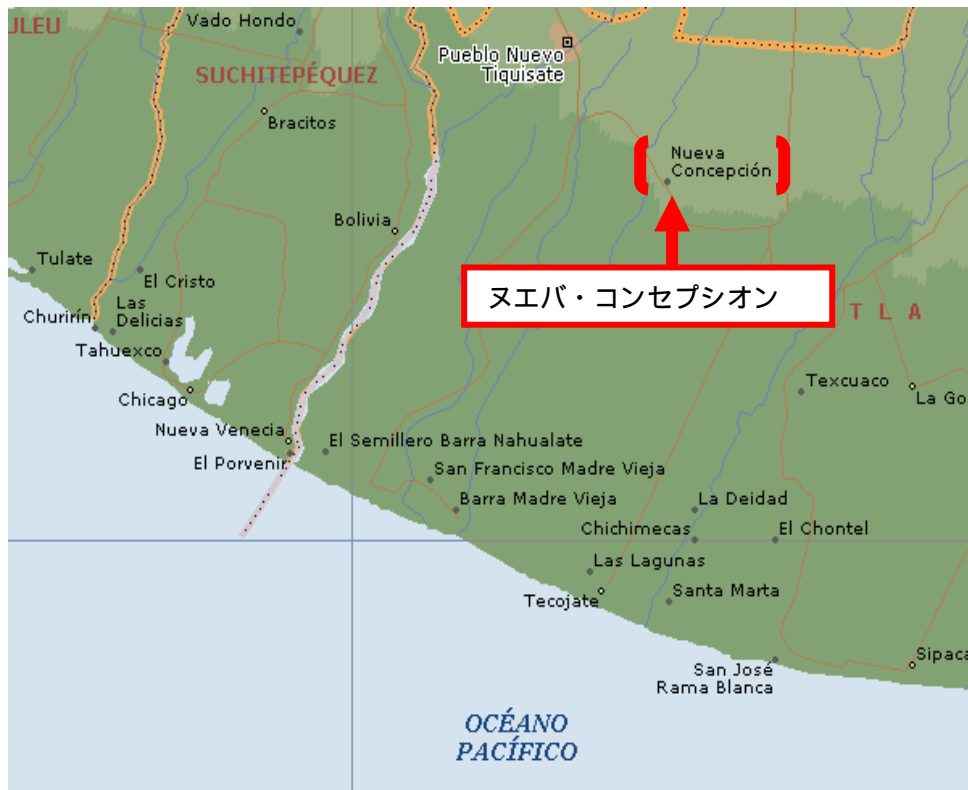 ULEU
Vado Hondo
Pueblo Nuevo
Tiquisate
SUCHITEPÉQUEZ
Bracitos
Nueva
Concepción
Bolivia
Tulate
El Cristo
ヌエバ・コンセプシオン
Las
Delicias
Churirín
T L A
Tahuexco
Texcuaco
Chicago
La Go
Nueva Venecia
El Semillero Barra Nahualate
El Porvenir
San Francisco Madre Vieja
Barra Madre Vieja
La Deidad
Chichimecas
El Chontel
Las Lagunas
Tecojate
Santa Marta
Sipaca
San José
Rama Blanca
OCÉANO
PACÍFICO